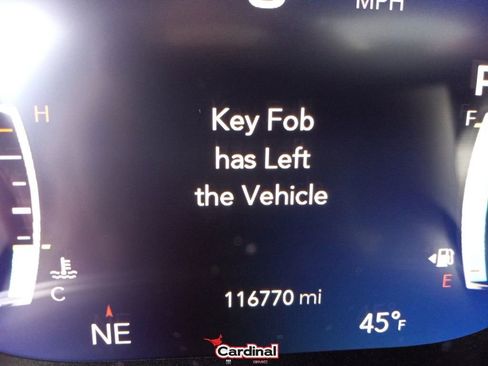 MPH
H
P
F
Key Fob
has Left
the Vehicle
C
E
116770 mi
NE
45°F
Cardinal